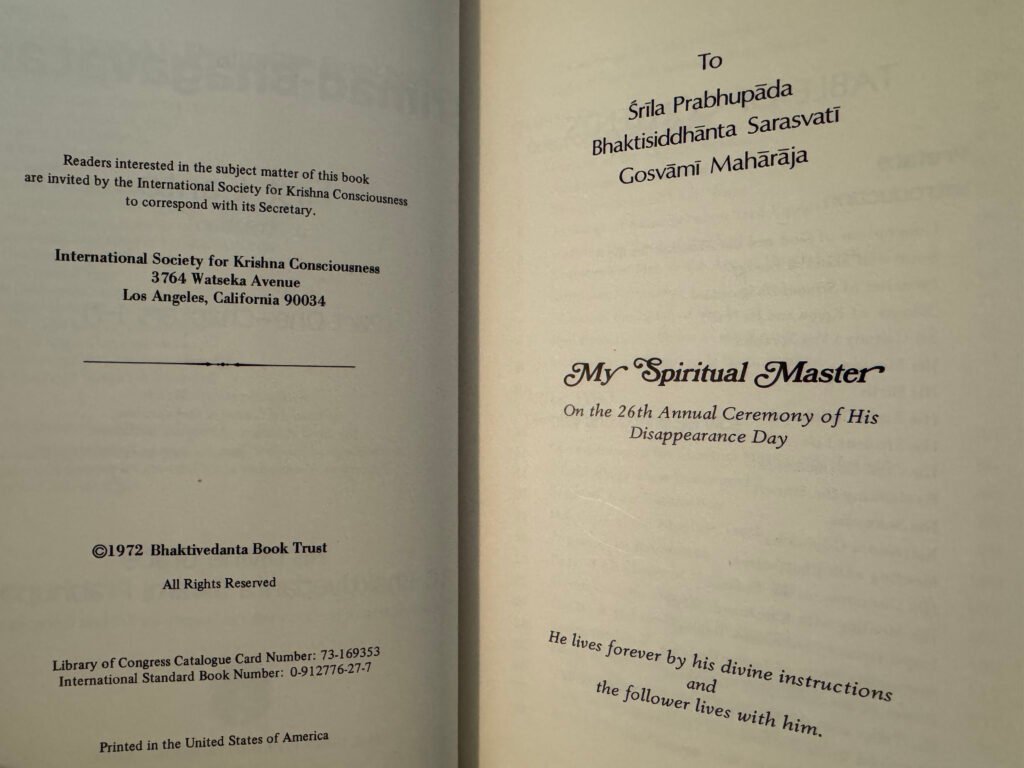 Readers interested in the subject matter of this book
are invited by the International Society for Krishna Consciousness
to correspond with its Secretary.
International Society for Krishna Consciousness
3764 Watseka Avenue
Los Angeles, California 90034
©1972 Bhaktivedanta Book Trust
All Rights Reserved
Library of Congress Catalogue Card Number: 73-169353
International Standard Book Number: 0-912776-27-7
Printed in the United States of America
To
Śrīla Prabhupāda
Bhaktisiddhānta Sarasvatī
Gosvāmī Mahārāja
My Spiritual Master
On the 26th Annual Ceremony of His
Disappearance Day
He lives forever by his divine instructions
and
the follower lives with him.